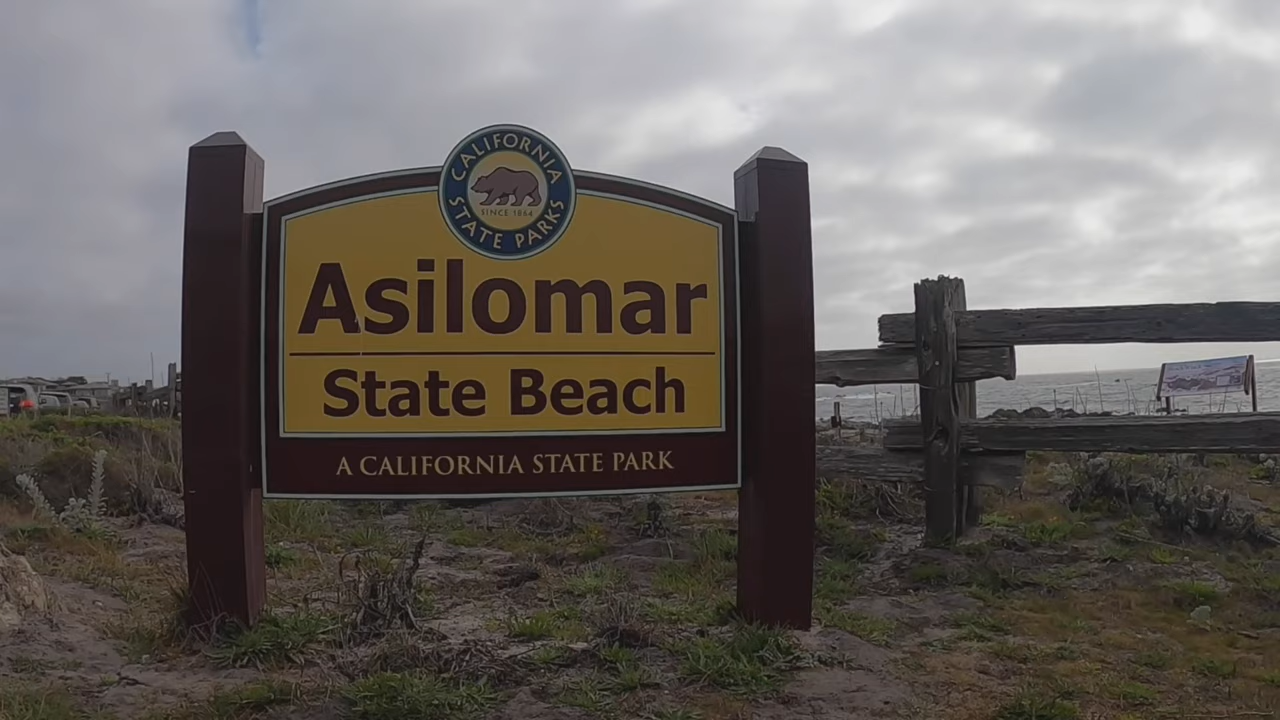 CALIFORNIA
SINCE 1864
STATE PARKS
Asilomar
State Beach
A CALIFORNIA STATE PARK